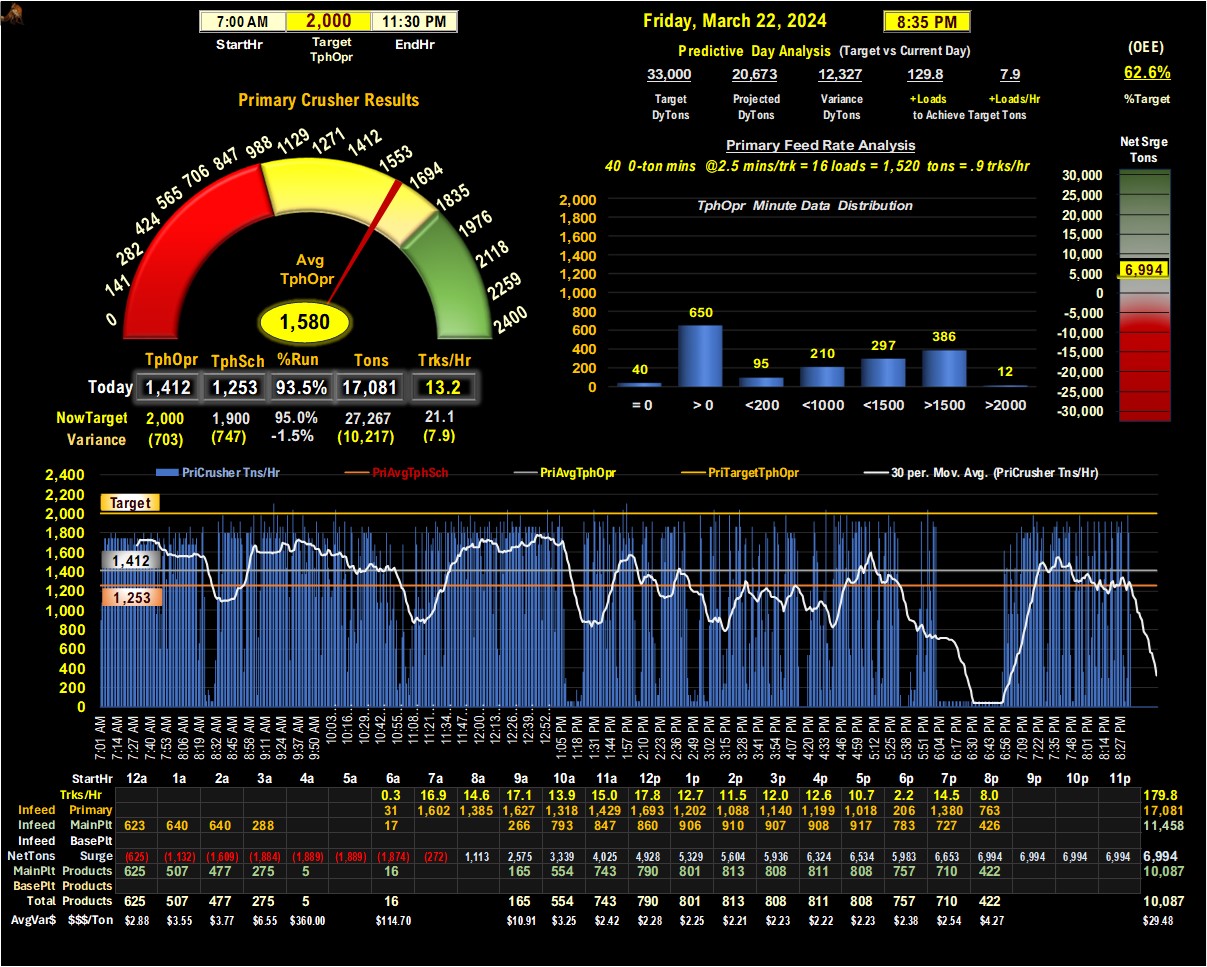 7:00 AM 2,000 11:30 PM
StartHr Target TphOpr EndHr
Friday, March 22, 2024 8:35 PM
Predictive Day Analysis (Target vs Current Day)
33,000 20,673 12,327 129.8 7.9
Target DyTons Projected DyTons Variance DyTons +Loads +Loads/Hr
to Achieve Target Tons
(OEE)
62.6%
%Target
Primary Crusher Results
0 141 282 424 565 706 847 988 1129 1271 1412 1553 1694 1835 1976 2118 2259 2400
Avg
TphOpr
1,580
TphOpr TphSch %Run Tons Trks/Hr
Today 1,412 1,253 93.5% 17,081 13.2
NowTarget 2,000 1,900 95.0% 27,267 21.1
Variance (703) (747) -1.5% (10,217) (7.9)
Primary Feed Rate Analysis
40 0-ton mins @2.5 mins/trk = 16 loads = 1,520 tons = .9 trks/hr
TphOpr Minute Data Distribution
2,000
1,800
1,600
1,400
1,200
1,000
800
600
400
200
0
40 650 95 210 297 386 12
= 0 > 0 <200 <1000 <1500 >1500 >2000
Net Srge
Tons
30,000
25,000
20,000
15,000
10,000
5,000
0
-5,000
-10,000
-15,000
-20,000
-25,000
-30,000
6,994
PriCrusher Tns/Hr PriAvgTphSch PriAvgTphOpr PriTargetTphOpr 30 per. Mov. Avg. (PriCrusher Tns/Hr)
2,400
2,200
2,000
1,800
1,600
1,400
1,200
1,000
800
600
400
200
0
Target
1,412
1,253
7:01 AM 7:14 AM 7:27 AM 7:40 AM 7:53 AM 8:06 AM 8:19 AM 8:32 AM 8:45 AM 8:58 AM 9:11 AM 9:24 AM 9:37 AM 9:50 AM 10:03... 10:16... 10:29... 10:42... 10:55... 11:08... 11:21... 11:34... 11:47... 12:00... 12:13... 12:26... 12:39... 12:52... 1:05 PM 1:18 PM 1:31 PM 1:44 PM 1:57 PM 2:10 PM 2:23 PM 2:36 PM 2:49 PM 3:02 PM 3:15 PM 3:28 PM 3:41 PM 3:54 PM 4:07 PM 4:20 PM 4:33 PM 4:46 PM 4:59 PM 5:12 PM 5:25 PM 5:38 PM 5:51 PM 6:04 PM 6:17 PM 6:30 PM 6:43 PM 6:56 PM 7:09 PM 7:22 PM 7:35 PM 7:48 PM 8:01 PM 8:14 PM 8:27 PM
StartHr 12a 1a 2a 3a 4a 5a 6a 7a 8a 9a 10a 11a 12p 1p 2p 3p 4p 5p 6p 7p 8p 9p 10p 11p
Trks/Hr 0.3 16.9 14.6 17.1 13.9 15.0 17.8 12.7 11.5 12.0 12.6 10.7 2.2 14.5 8.0 179.8
Infeed Primary 31 1,602 1,385 1,627 1,318 1,429 1,693 1,202 1,088 1,140 1,199 1,018 206 1,380 763 17,081
Infeed MainPlt 623 640 640 288 17 266 793 847 860 906 910 907 908 917 783 727 426 11,458
Infeed BasePlt
NetTons Surge (625) (1,132) (1,609) (1,884) (1,889) (1,889) (1,874) (272) 1,113 2,575 3,339 4,025 4,928 5,329 5,604 5,936 6,324 6,534 5,983 6,653 6,994 6,994 6,994 6,994 6,994
MainPlt Products 625 507 477 275 5 16 165 554 743 790 801 813 808 811 808 757 710 422 10,087
BasePlt Products
Total Products 625 507 477 275 5 16 165 554 743 790 801 813 808 811 808 757 710 422 10,087
AvgVar$ $$$/Ton $2.88 $3.55 $3.77 $6.55 $360.00 $114.70 $10.91 $3.25 $2.42 $2.28 $2.25 $2.21 $2.23 $2.22 $2.23 $2.38 $2.54 $4.27 $29.48